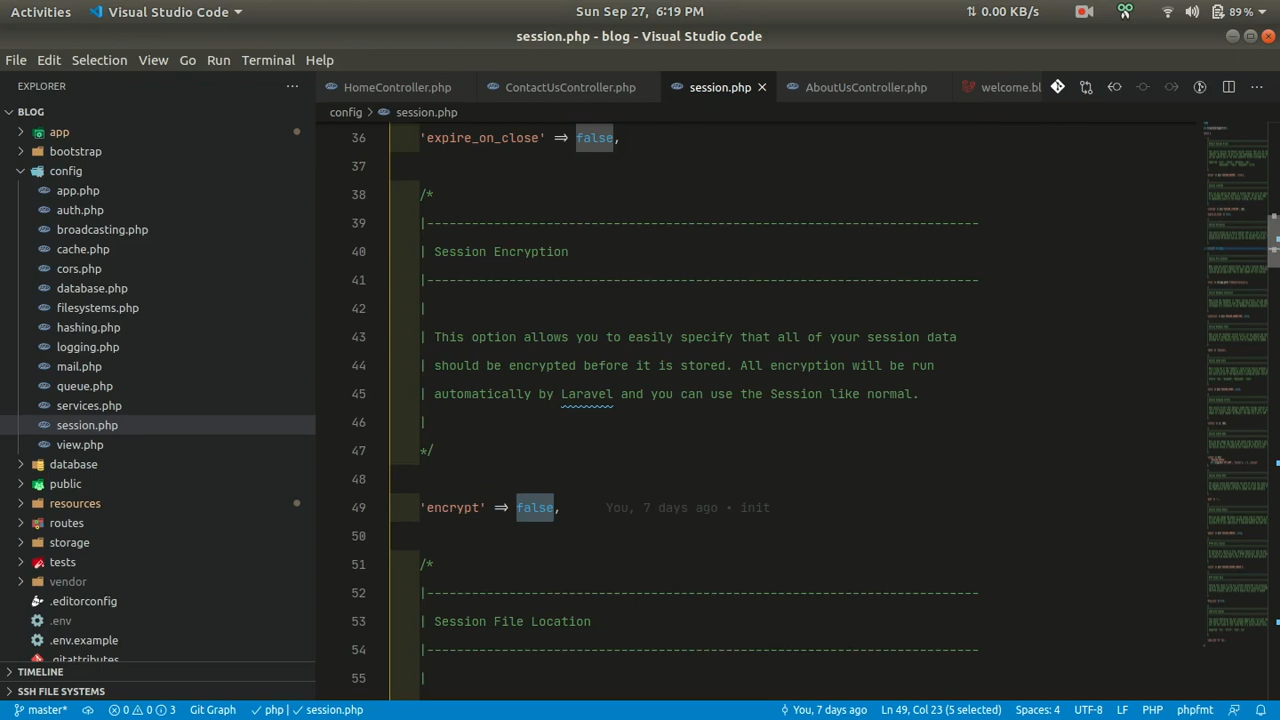 Activities Visual Studio Code Sun Sep 27, 6:19 PM 0.00 KB/s 89 %
session.php - blog - Visual Studio Code
File Edit Selection View Go Run Terminal Help
EXPLORER
HomeController.php ContactUsController.php session.php AboutUsController.php welcome.bl
config > session.php
BLOG
app
bootstrap
config
app.php
auth.php
broadcasting.php
cache.php
cors.php
database.php
filesystems.php
hashing.php
logging.php
mail.php
queue.php
services.php
session.php
view.php
database
public
resources
routes
storage
tests
vendor
.editorconfig
.env
.env.example
.gitattributes
TIMELINE
SSH FILE SYSTEMS
36 'expire_on_close' => false,
37
38 /*
39 |--------------------------------------------------------------------------
40 | Session Encryption
41 |--------------------------------------------------------------------------
42 |
43 | This option allows you to easily specify that all of your session data
44 | should be encrypted before it is stored. All encryption will be run
45 | automatically by Laravel and you can use the Session like normal.
46 |
47 */
48
49 'encrypt' => false, You, 7 days ago • init
50
51 /*
52 |--------------------------------------------------------------------------
53 | Session File Location
54 |--------------------------------------------------------------------------
55 |
master* 0 0 3 Git Graph php | session.php You, 7 days ago Ln 49, Col 23 (5 selected) Spaces: 4 UTF-8 LF PHP phpfmt